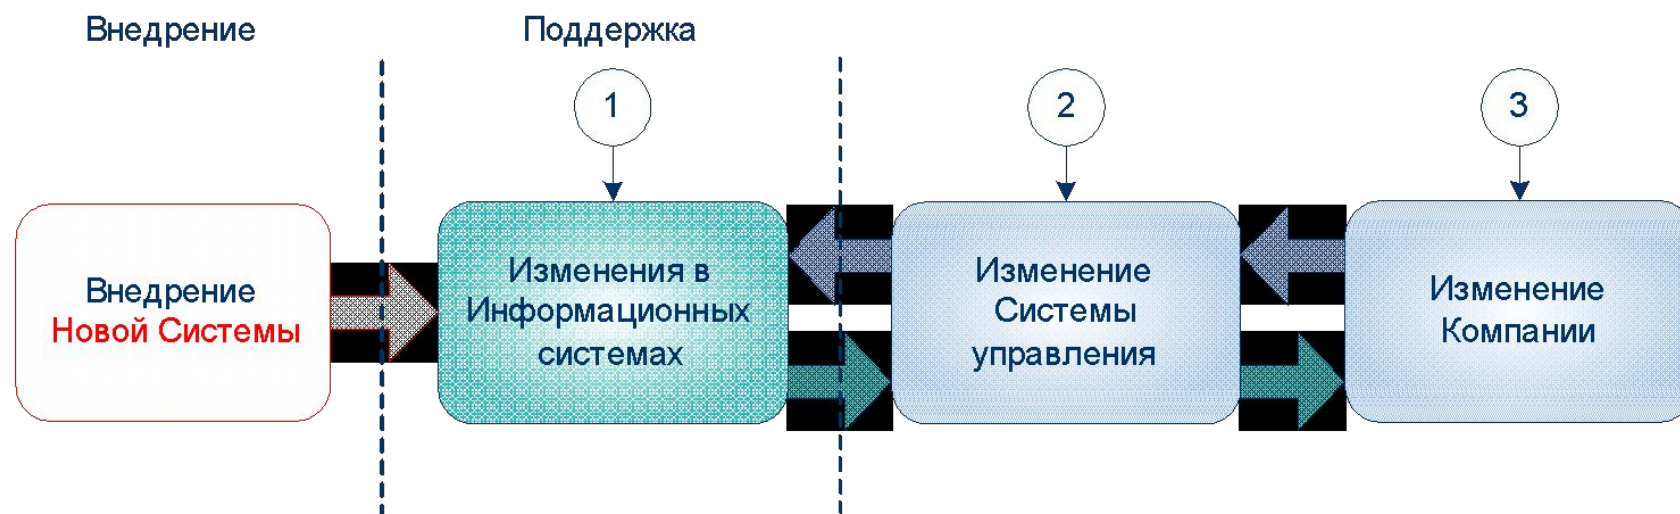 Внедрение
Поддержка
1
2
3
Внедрение
Новой Системы
Изменения в
Информационных
системах
Изменение
Системы
управления
Изменение
Компании